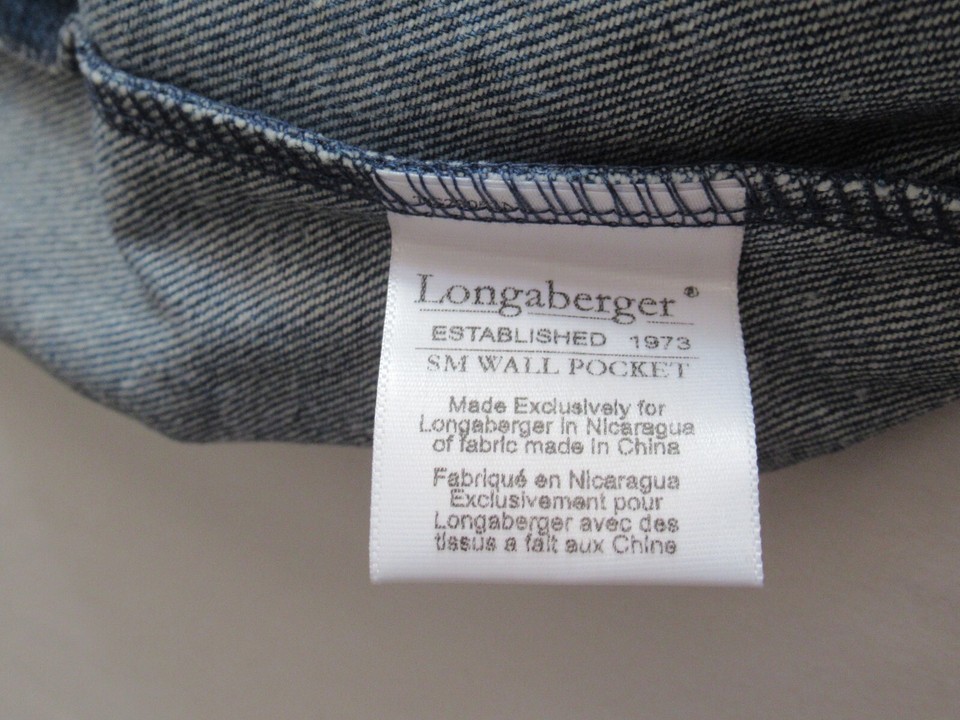 Longaberger®
ESTABLISHED 1973
SM WALL POCKET
Made Exclusively for
Longaberger in Nicaragua
of fabric made in China
Fabriqué en Nicaragua
Exclusivement pour
Longaberger avec des
tissus a fait aux Chine